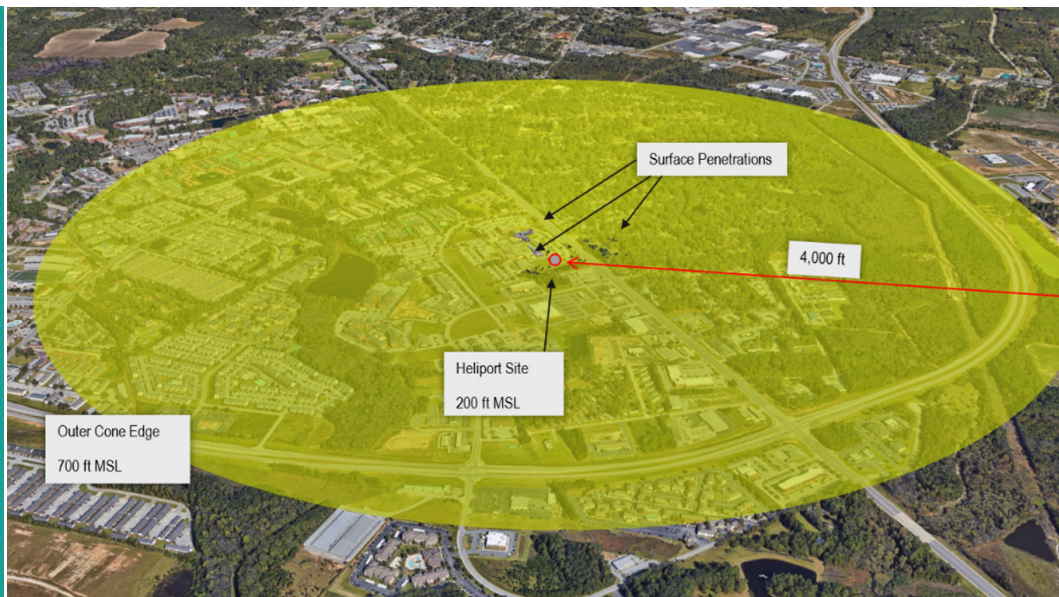 Surface Penetrations
4,000 ft
Heliport Site
200 ft MSL
Outer Cone Edge
700 ft MSL